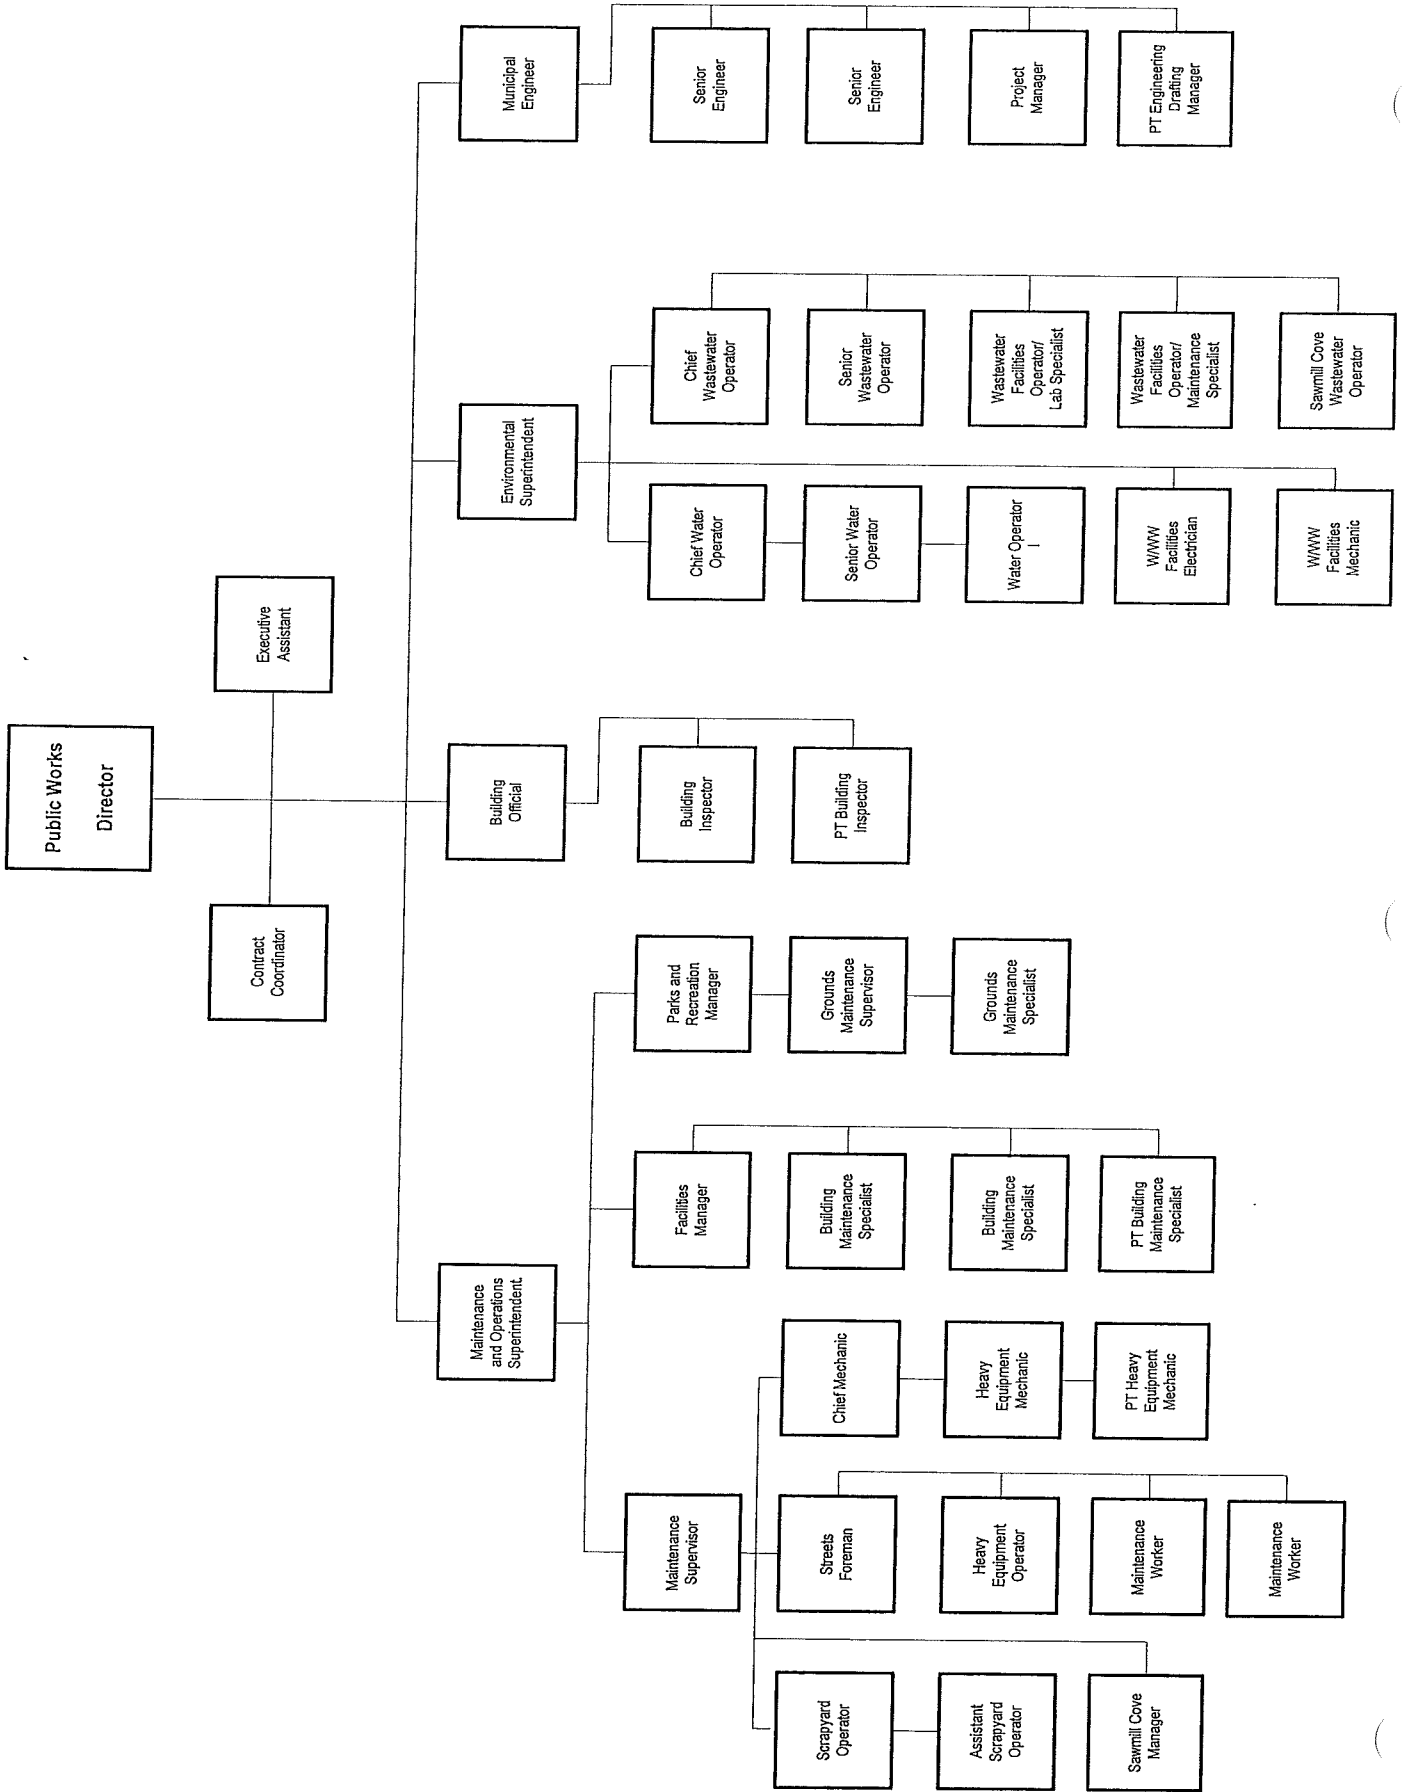 Public Works
Director
Contract
Coordinator
Executive
Assistant
Maintenance
and Operations
Superintendent
Building
Official
Environmental
Superintendent
Municipal
Engineer
Maintenance
Supervisor
Facilities
Manager
Parks and
Recreation
Manager
Building
Inspector
Chief Water
Operator
Chief
Wastewater
Operator
Senior
Engineer
Scrapyard
Operator
Streets
Foreman
Chief Mechanic
Building
Maintenance
Specialist
Grounds
Maintenance
Supervisor
PT Building
Inspector
Senior Water
Operator
Senior
Wastewater
Operator
Senior
Engineer
Assistant
Scrapyard
Operator
Heavy
Equipment
Operator
Heavy
Equipment
Mechanic
Building
Maintenance
Specialist
Grounds
Maintenance
Specialist
Water Operator
I
Wastewater
Facilities
Operator/
Lab Specialist
Project
Manager
Sawmill Cove
Manager
Maintenance
Worker
PT Heavy
Equipment
Mechanic
PT Building
Maintenance
Specialist
W/WW
Facilities
Electrician
Wastewater
Facilities
Operator/
Maintenance
Specialist
PT Engineering
Drafting
Manager
Maintenance
Worker
W/WW
Facilities
Mechanic
Sawmill Cove
Wastewater
Operator